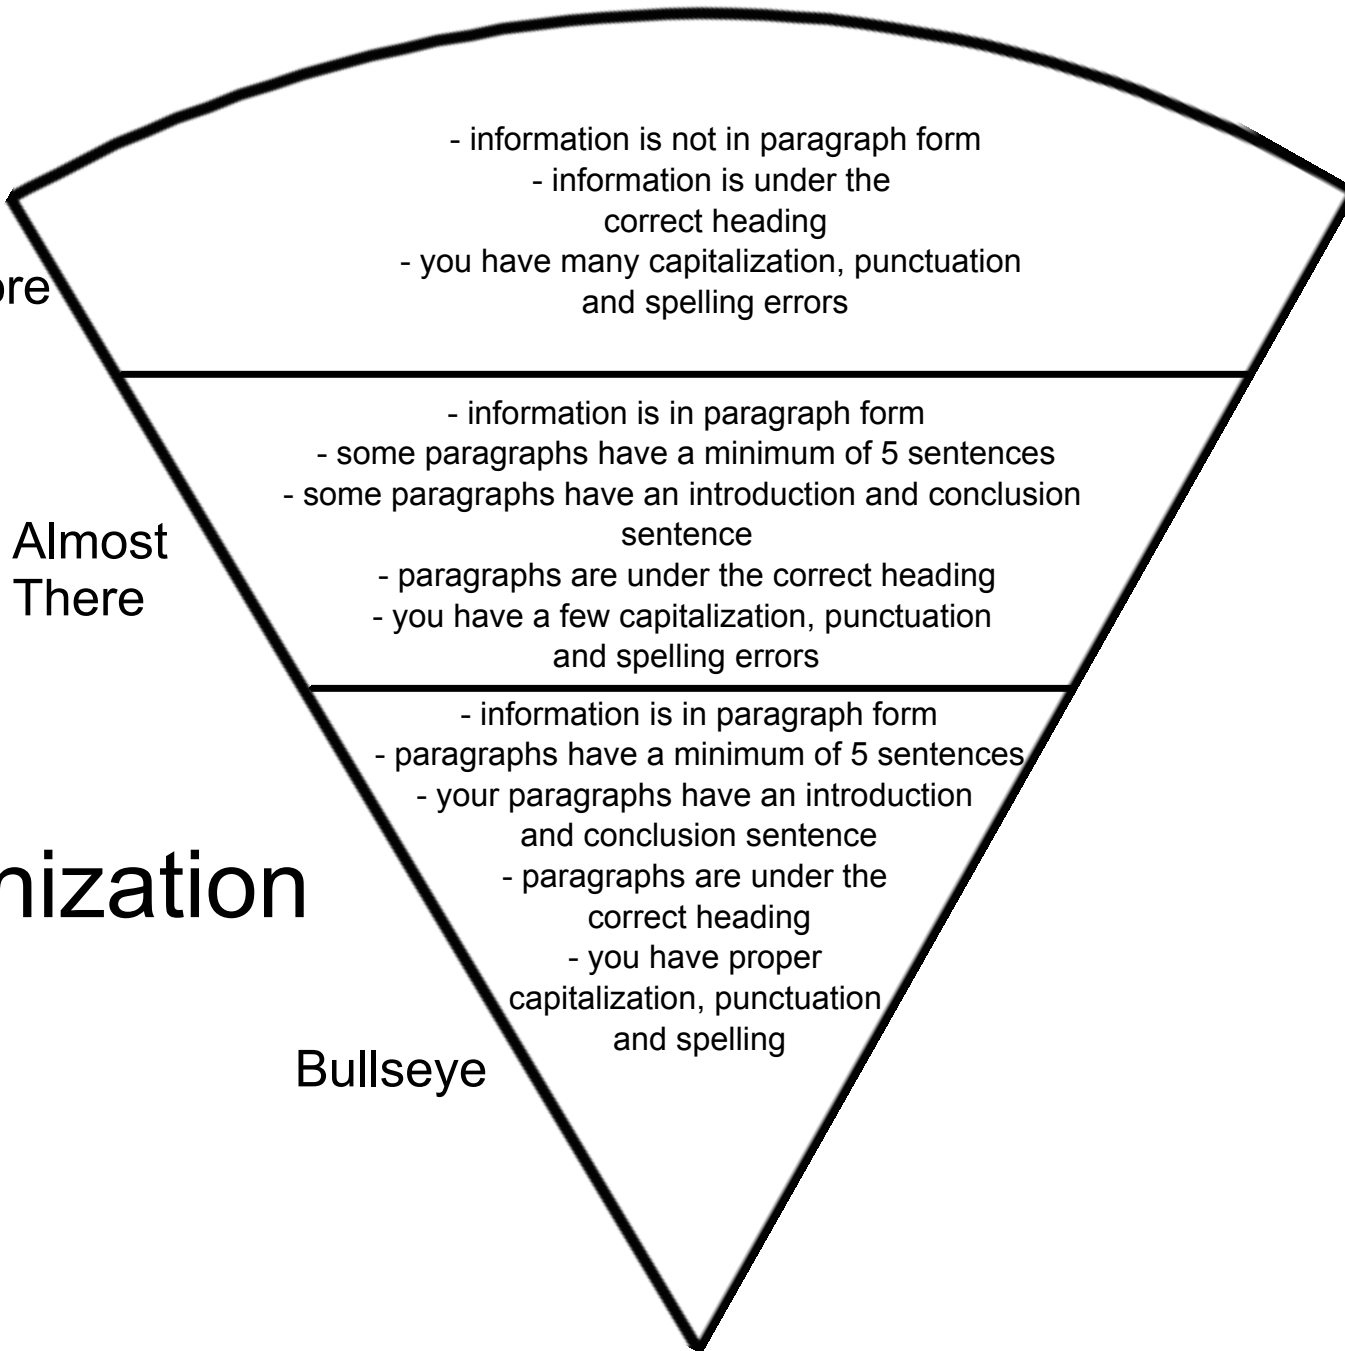 - information is not in paragraph form
- information is under the
correct heading
- you have many capitalization, punctuation
and spelling errors
- information is in paragraph form
- some paragraphs have a minimum of 5 sentences
- some paragraphs have an introduction and conclusion
sentence
- paragraphs are under the correct heading
- you have a few capitalization, punctuation
and spelling errors
Almost
There
- information is in paragraph form
- paragraphs have a minimum of 5 sentences
- your paragraphs have an introduction
and conclusion sentence
- paragraphs are under the
correct heading
- you have proper
capitalization, punctuation
and spelling
Bullseye